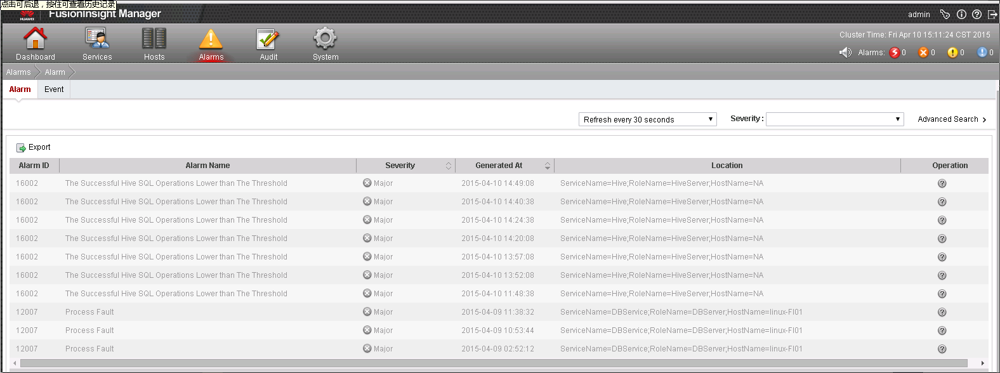 点击可后退，按住可查看历史记录
HUAWEI FusionInsight Manager admin
Dashboard Services Hosts Alarms Audit System
Cluster Time: Fri Apr 10 15:11:24 CST 2015
Alarms: 0 0 0 0
Alarms Alarm
Alarm Event
Refresh every 30 seconds Severity : Advanced Search
Export
Alarm ID Alarm Name Severity Generated At Location Operation
16002 The Successful Hive SQL Operations Lower than The Threshold Major 2015-04-10 14:49:08 ServiceName=Hive;RoleName=HiveServer;HostName=NA
16002 The Successful Hive SQL Operations Lower than The Threshold Major 2015-04-10 14:40:38 ServiceName=Hive;RoleName=HiveServer;HostName=NA
16002 The Successful Hive SQL Operations Lower than The Threshold Major 2015-04-10 14:24:38 ServiceName=Hive;RoleName=HiveServer;HostName=NA
16002 The Successful Hive SQL Operations Lower than The Threshold Major 2015-04-10 14:20:08 ServiceName=Hive;RoleName=HiveServer;HostName=NA
16002 The Successful Hive SQL Operations Lower than The Threshold Major 2015-04-10 13:57:08 ServiceName=Hive;RoleName=HiveServer;HostName=NA
16002 The Successful Hive SQL Operations Lower than The Threshold Major 2015-04-10 13:52:08 ServiceName=Hive;RoleName=HiveServer;HostName=NA
16002 The Successful Hive SQL Operations Lower than The Threshold Major 2015-04-10 11:48:38 ServiceName=Hive;RoleName=HiveServer;HostName=NA
12007 Process Fault Major 2015-04-09 11:38:32 ServiceName=DBService;RoleName=DBServer;HostName=linux-FI01
12007 Process Fault Major 2015-04-09 10:53:44 ServiceName=DBService;RoleName=DBServer;HostName=linux-FI01
12007 Process Fault Major 2015-04-09 02:52:12 ServiceName=DBService;RoleName=DBServer;HostName=linux-FI01